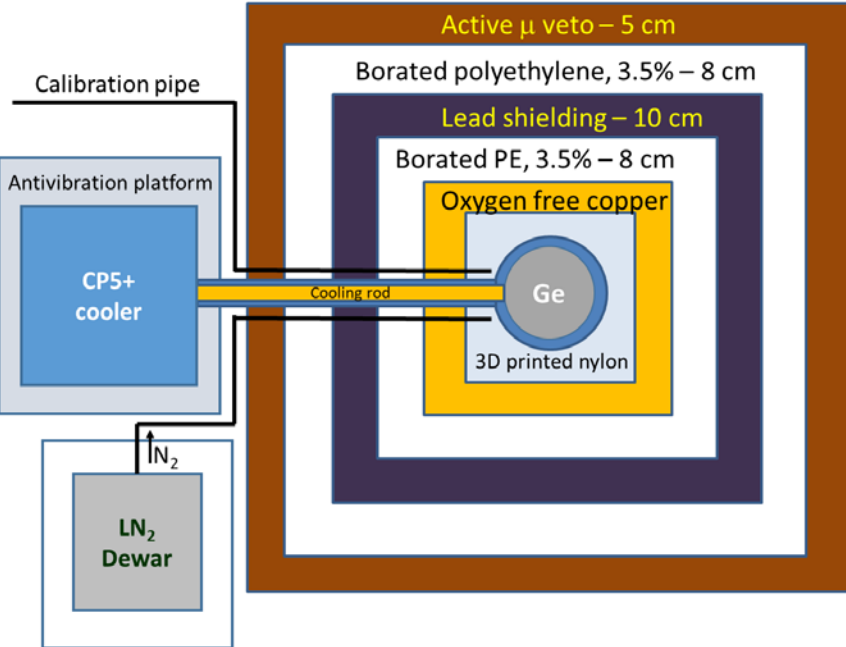 Active μ veto – 5 cm
Borated polyethylene, 3.5% – 8 cm
Calibration pipe
Lead shielding – 10 cm
Borated PE, 3.5% – 8 cm
Antivibration platform
Oxygen free copper
CP5+
cooler
Cooling rod
Ge
3D printed nylon
N₂
LN₂
Dewar